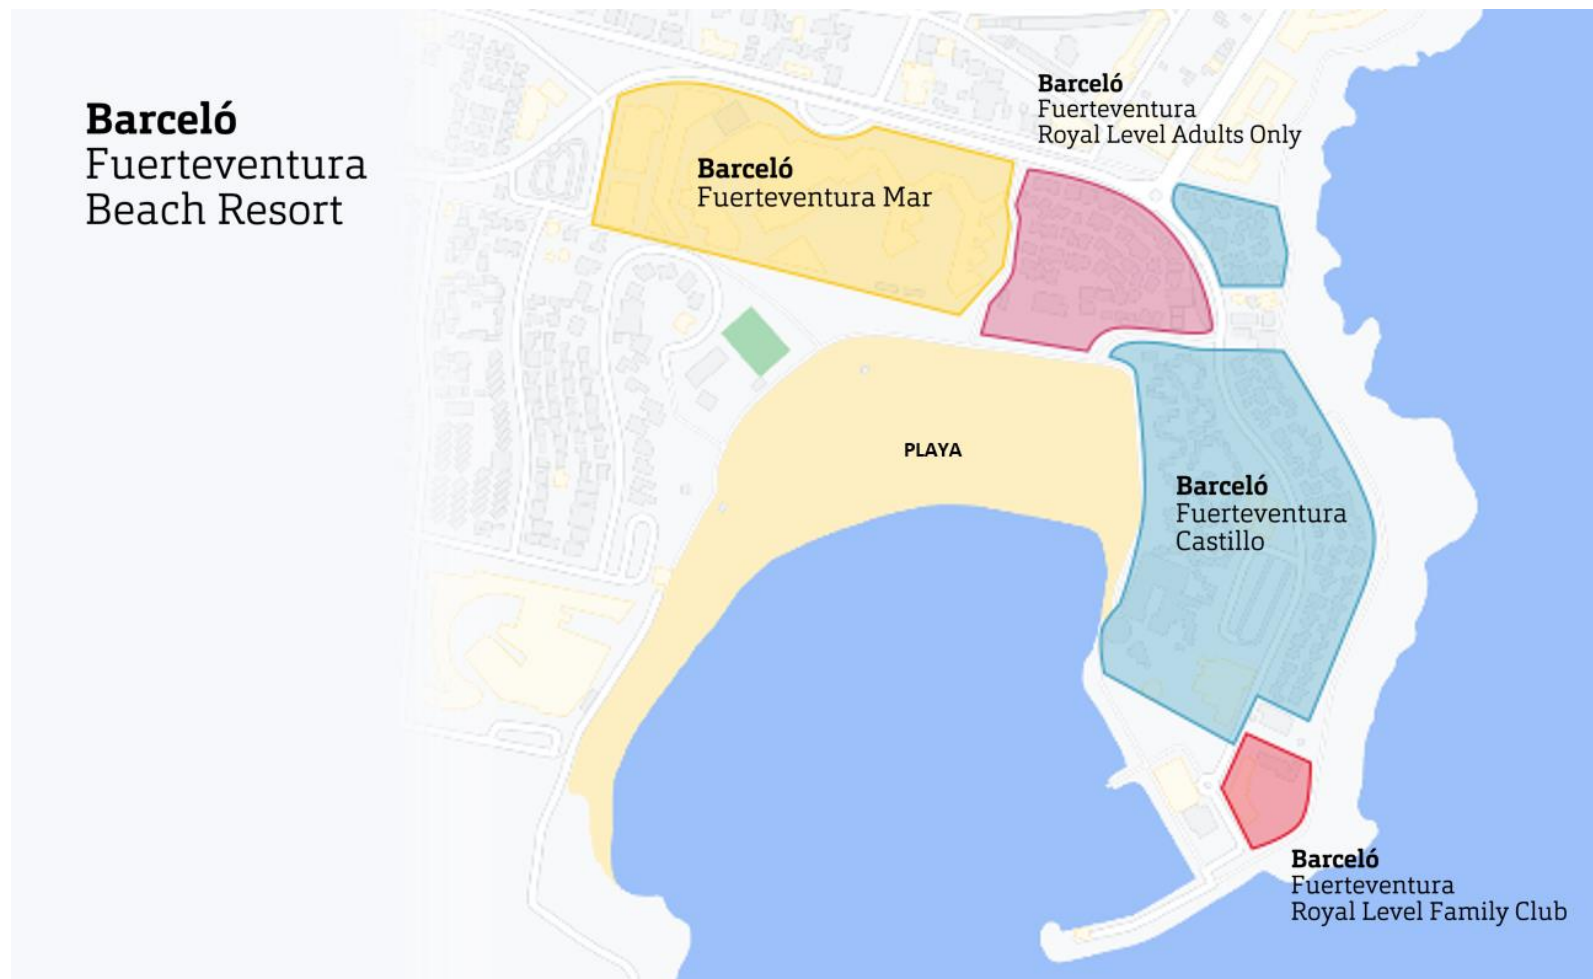 Barceló
Fuerteventura
Beach Resort
Barceló
Fuerteventura
Royal Level Adults Only
Barceló
Fuerteventura Mar
PLAYA
Barceló
Fuerteventura
Castillo
Barceló
Fuerteventura
Royal Level Family Club